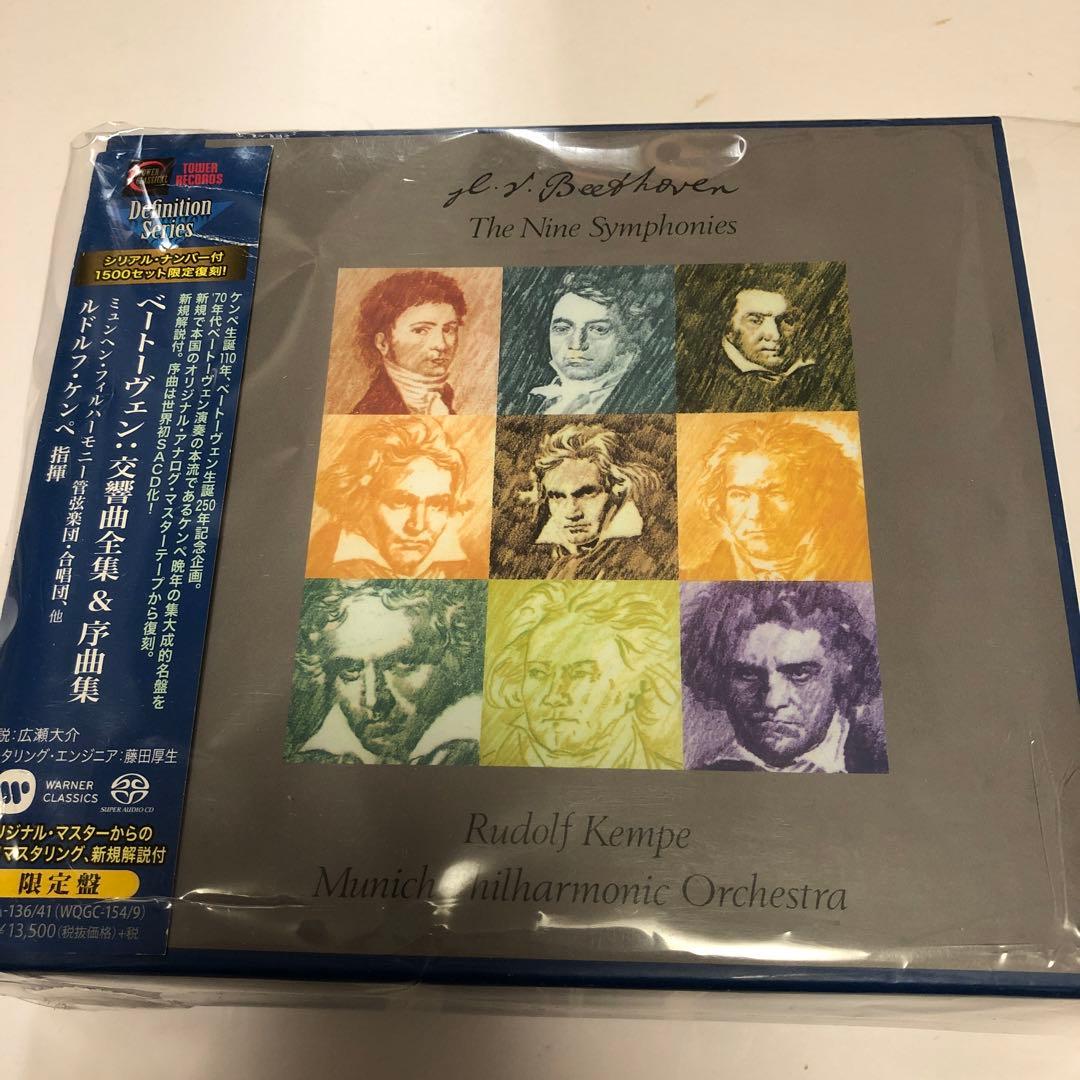 TOWER CLASSICAL
TOWER RECORDS
Definition Series
シリアル・ナンバー付
1500セット限定復刻!
ケンペ生誕110年、ベートーヴェン生誕250年記念企画。
'70年代ベートーヴェン演奏の本流であるケンペ晩年の集大成的名盤を
新規で本国のオリジナル・アナログ・マスターテープから復刻。
新規解説付。序曲は世界初SACD化!
ベートーヴェン:交響曲全集 & 序曲集
ミュンヘン・フィルハーモニー管弦楽団・合唱団、他
ルドルフ・ケンペ 指揮
説:広瀬大介
タリング・エンジニア:藤田厚生
WARNER CLASSICS
SUPER AUDIO CD
リジナル・マスターからの
マスタリング、新規解説付
限定盤
-136/41(WQGC-154/9)
¥13,500(税抜価格)+税
L. v. Beethoven
The Nine Symphonies
Rudolf Kempe
Munich Philharmonic Orchestra